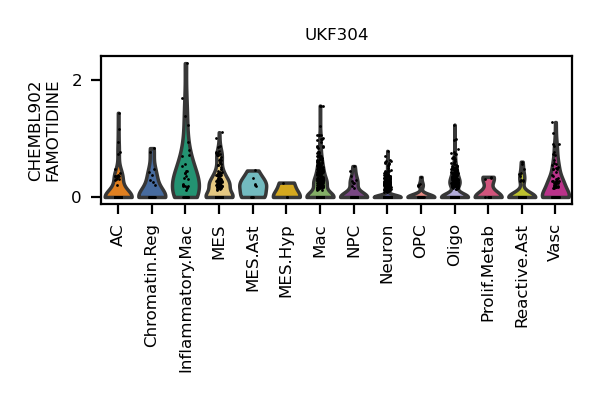 UKF304
CHEMBL902
FAMOTIDINE
2
0
AC
Chromatin.Reg
Inflammatory.Mac
MES
MES.Ast
MES.Hyp
Mac
NPC
Neuron
OPC
Oligo
Prolif.Metab
Reactive.Ast
Vasc